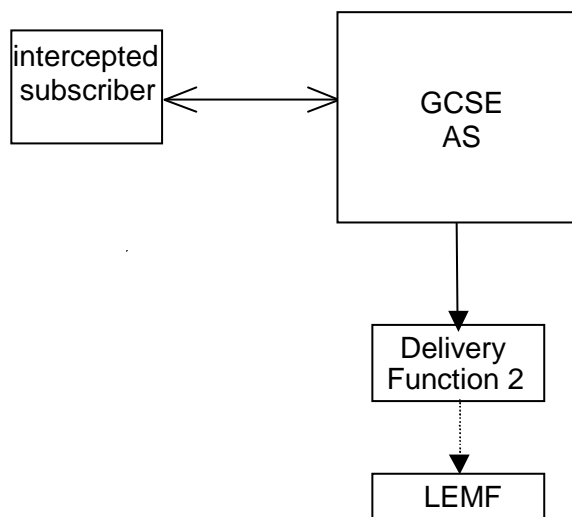 intercepted
subscriber
GCSE
AS
Delivery
Function 2
LEMF